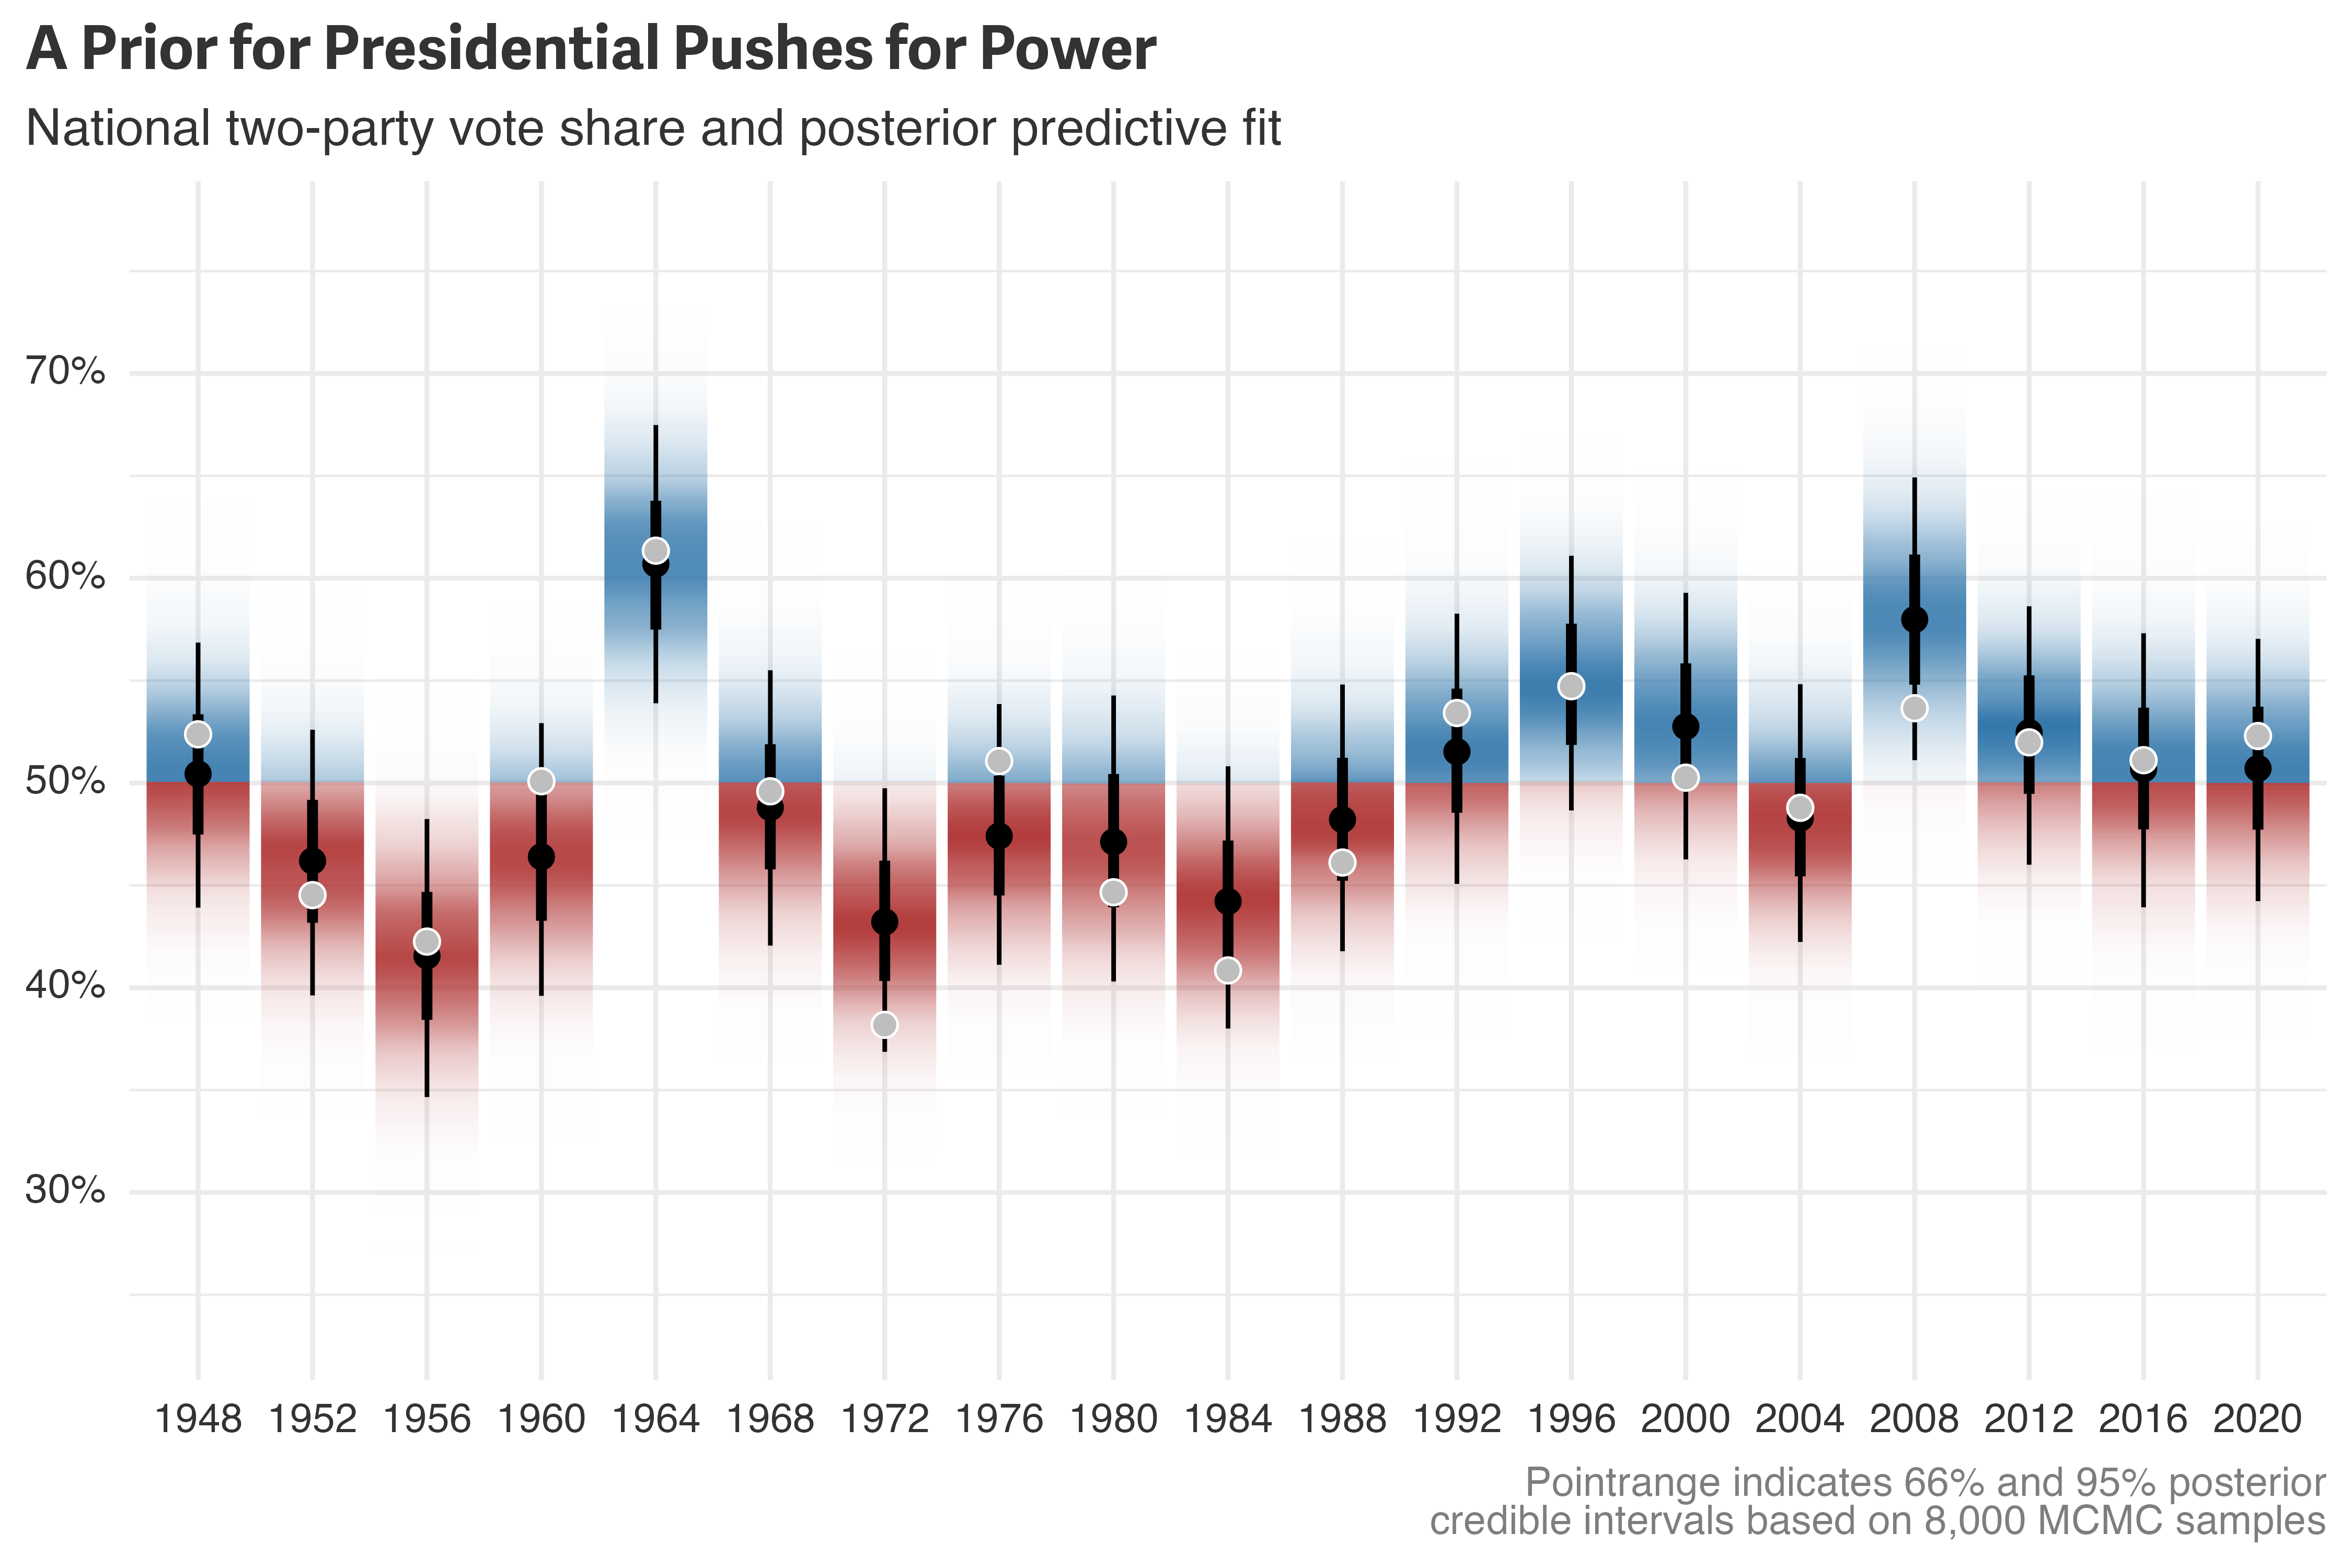 A Prior for Presidential Pushes for Power
National two-party vote share and posterior predictive fit
70%
60%
50%
40%
30%
1948 1952 1956 1960 1964 1968 1972 1976 1980 1984 1988 1992 1996 2000 2004 2008 2012 2016 2020
Pointrange indicates 66% and 95% posterior
credible intervals based on 8,000 MCMC samples